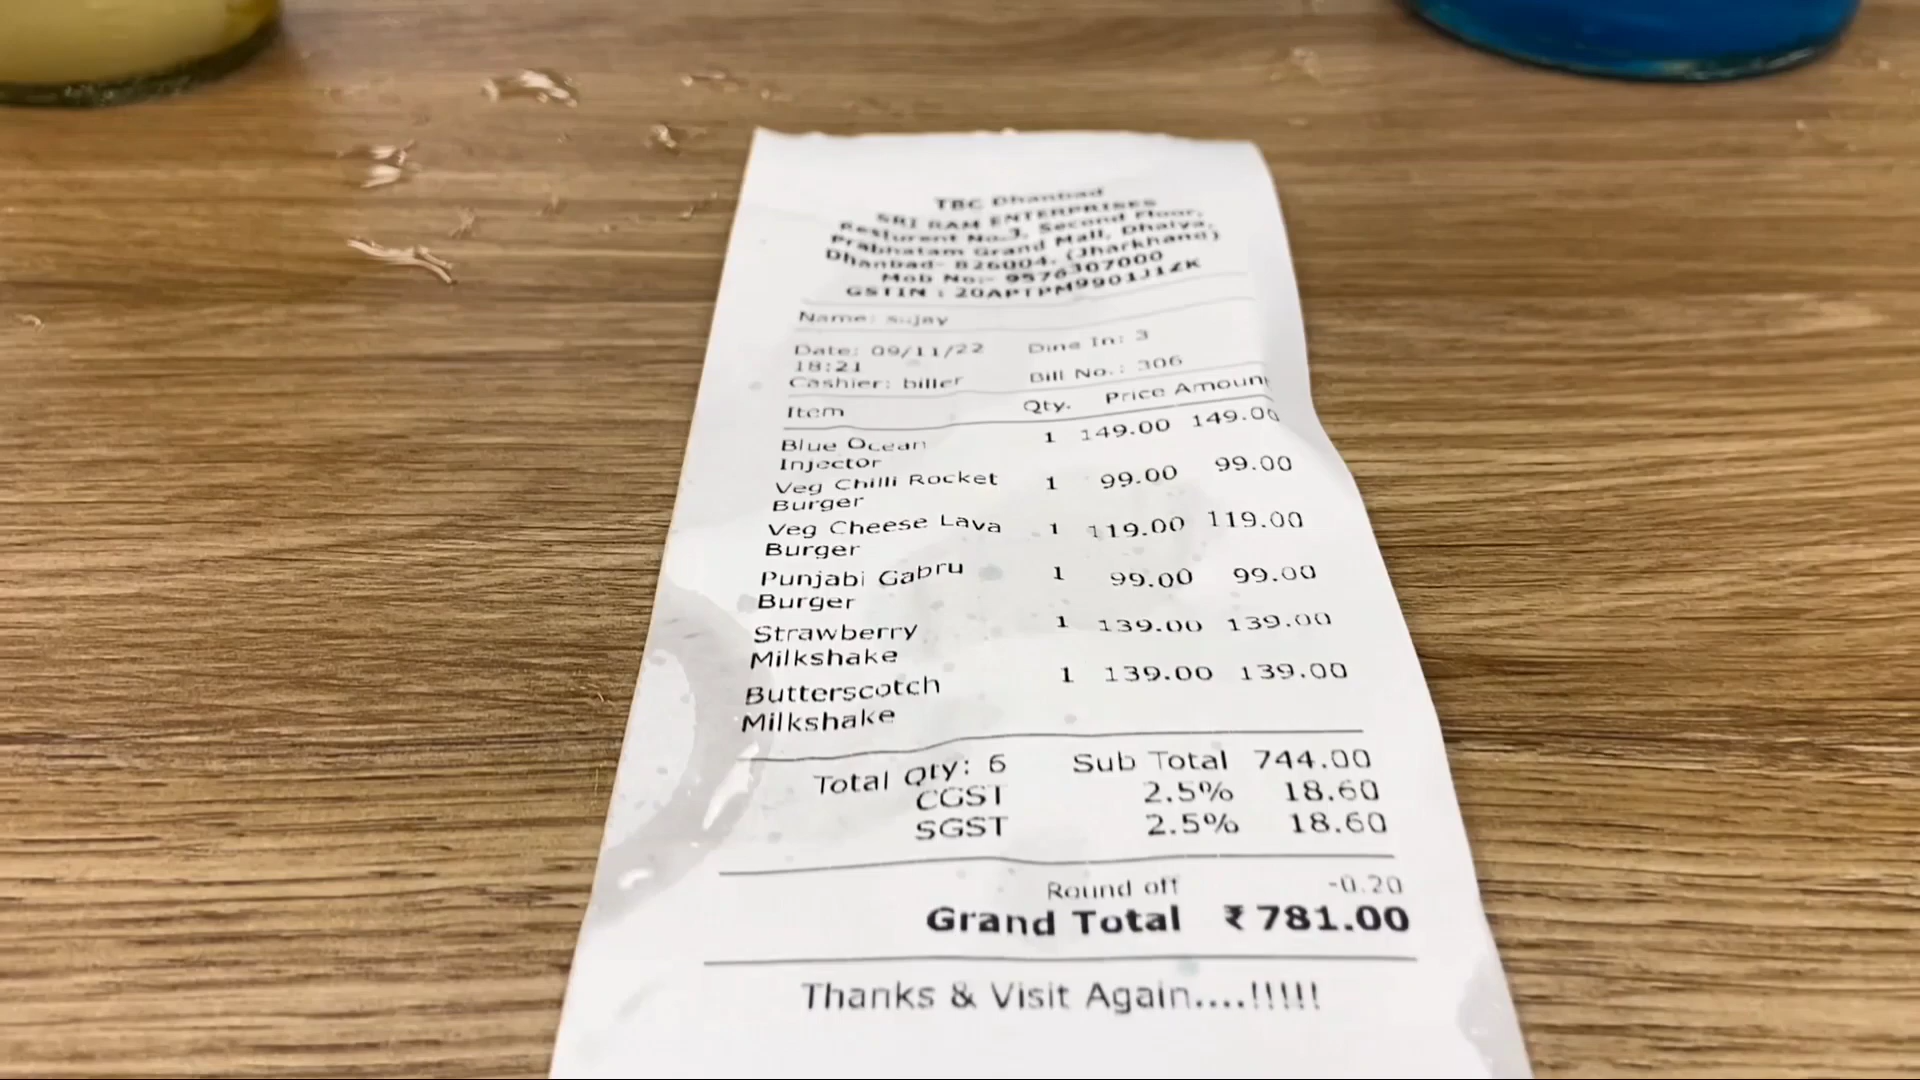 TBC Dhanbad
SRI RAM ENTERPRISES
Resturent No.3, Second Floor,
Prabhatam Grand Mall, Dhaiya,
Dhanbad- 826004, (Jharkhand)
Mob No:- 9576307000
GSTIN : 20APTPM9901J1ZK
Name: sujay
Date: 09/11/22 Dine In: 3
18:21
Cashier: biller Bill No.: 306
Item Qty. Price Amount
Blue Ocean 1 149.00 149.00
Injector
Veg Chilli Rocket 1 99.00 99.00
Burger
Veg Cheese Lava 1 119.00 119.00
Burger
Punjabi Gabru 1 99.00 99.00
Burger
Strawberry 1 139.00 139.00
Milkshake
Butterscotch 1 139.00 139.00
Milkshake
Total Qty: 6 Sub Total 744.00
CGST 2.5% 18.60
SGST 2.5% 18.60
Round off -0.20
Grand Total ₹781.00
Thanks & Visit Again....!!!!!